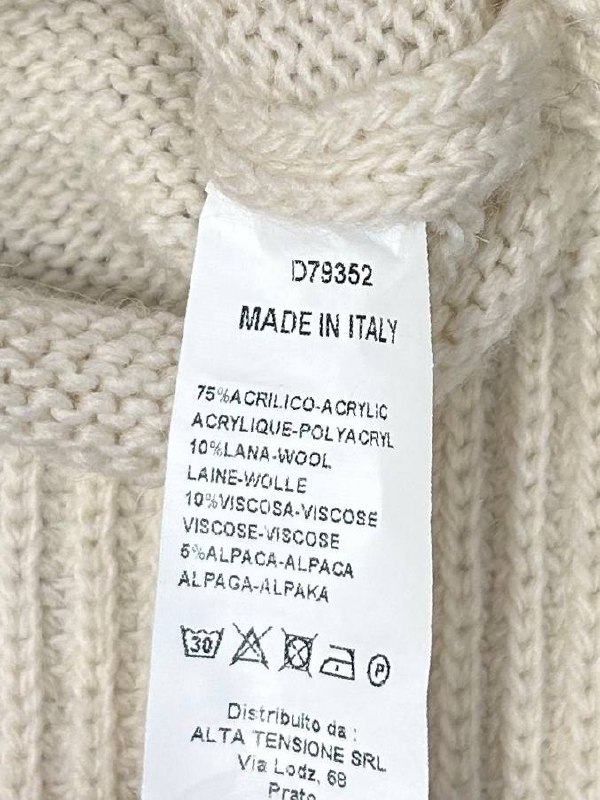 D79352
MADE IN ITALY
75%ACRILICO-ACRYLIC
ACRYLIQUE-POLYACRYL
10%LANA-WOOL
LAINE-WOLLE
10%VISCOSA-VISCOSE
VISCOSE-VISCOSE
5%ALPACA-ALPACA
ALPAGA-ALPAKA
30 P
Distribuito da :
ALTA TENSIONE SRL
Via Lodz, 68
Prato